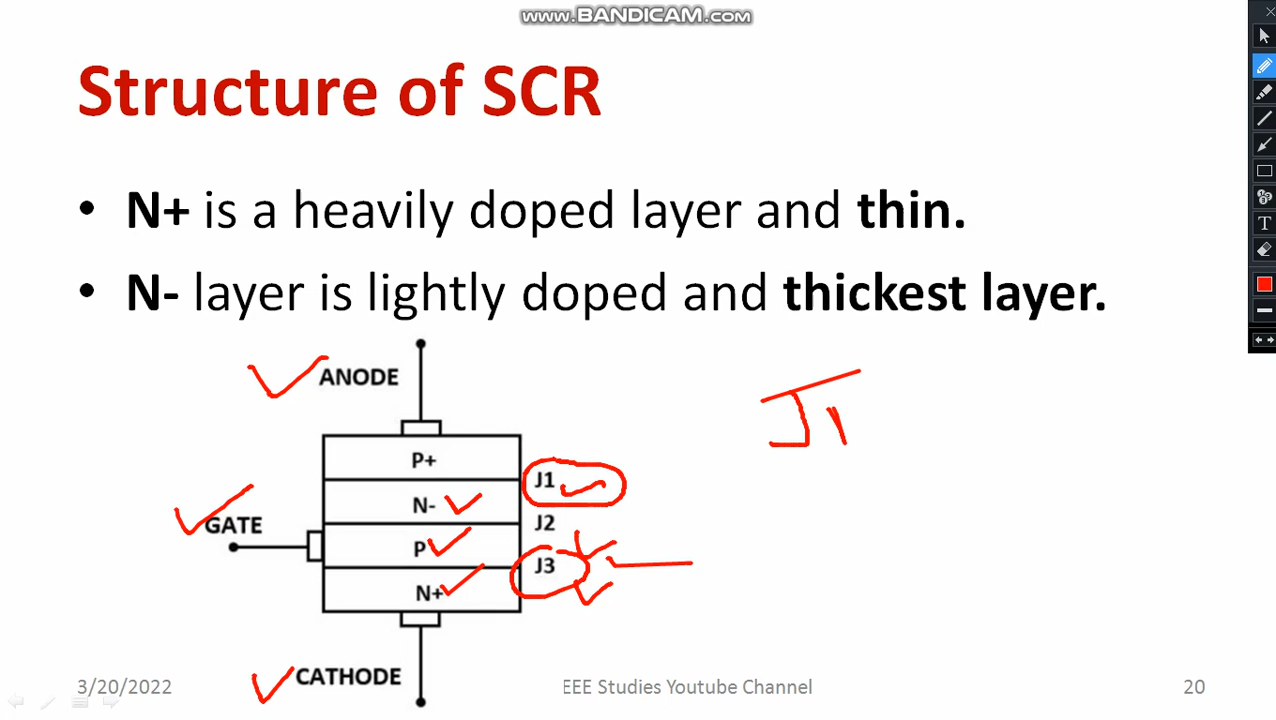 www.BANDICAM.com
Structure of SCR
• N+ is a heavily doped layer and thin.
• N- layer is lightly doped and thickest layer.
ANODE
P+
J1
N-
J2
GATE
P
J3
N+
CATHODE
J1
3/20/2022
EEE Studies Youtube Channel
20
T